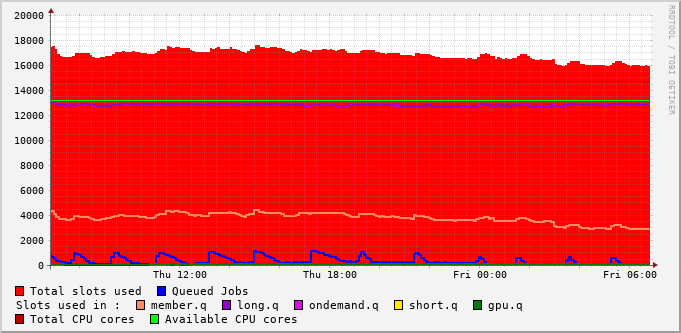 RRDTOOL / TOBI OETIKER
20000
18000
16000
14000
12000
10000
8000
6000
4000
2000
0
Thu 12:00 Thu 18:00 Fri 00:00 Fri 06:00
Total slots used Queued Jobs
Slots used in : member.q long.q ondemand.q short.q gpu.q
Total CPU cores Available CPU cores